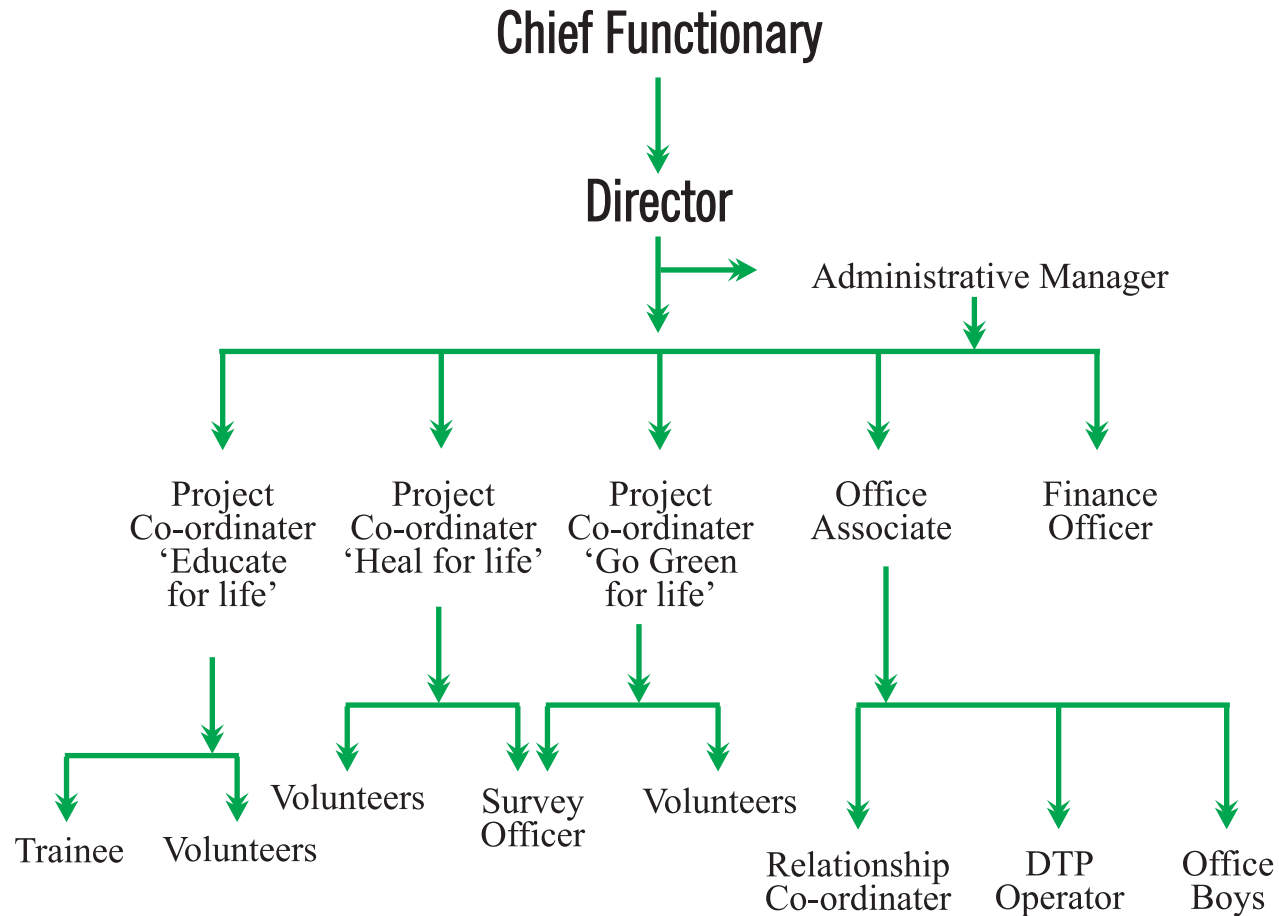 Chief Functionary
Director
Administrative Manager
Project
Co-ordinater
‘Educate
for life’
Project
Co-ordinater
‘Heal for life’
Project
Co-ordinater
‘Go Green
for life’
Office
Associate
Finance
Officer
Trainee
Volunteers
Volunteers
Survey
Officer
Volunteers
Relationship
Co-ordinater
DTP
Operator
Office
Boys